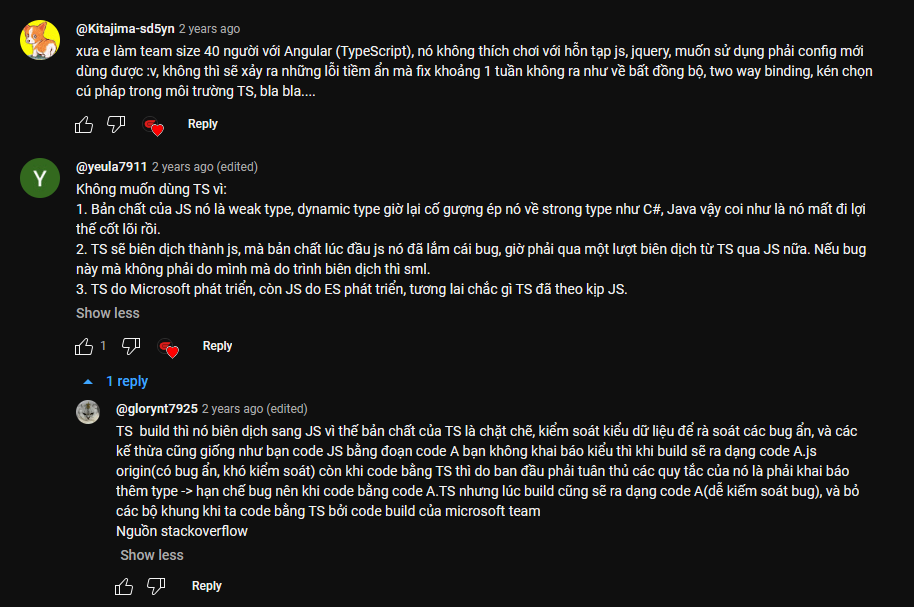 @Kitajima-sd5yn 2 years ago
xưa e làm team size 40 người với Angular (TypeScript), nó không thích chơi với hỗn tạp js, jquery, muốn sử dụng phải config mới
dùng được :v, không thì sẽ xảy ra những lỗi tiềm ẩn mà fix khoảng 1 tuần không ra như về bất đồng bộ, two way binding, kén chọn
cú pháp trong môi trường TS, bla bla....
Reply
Y
@yeula7911 2 years ago (edited)
Không muốn dùng TS vì:
1. Bản chất của JS nó là weak type, dynamic type giờ lại cố gượng ép nó về strong type như C#, Java vậy coi như là nó mất đi lợi
thế cốt lõi rồi.
2. TS sẽ biên dịch thành js, mà bản chất lúc đầu js nó đã lắm cái bug, giờ phải qua một lượt biên dịch từ TS qua JS nữa. Nếu bug
này mà không phải do mình mà do trình biên dịch thì sml.
3. TS do Microsoft phát triển, còn JS do ES phát triển, tương lai chắc gì TS đã theo kịp JS.
Show less
1 Reply
1 reply
@glorynt7925 2 years ago (edited)
TS build thì nó biên dịch sang JS vì thế bản chất của TS là chặt chẽ, kiểm soát kiểu dữ liệu để rà soát các bug ẩn, và các
kế thừa cũng giống như bạn code JS bằng đoạn code A bạn không khai báo kiểu thì khi build sẽ ra dạng code A.js
origin(có bug ẩn, khó kiểm soát) còn khi code bằng TS thì do ban đầu phải tuân thủ các quy tắc của nó là phải khai báo
thêm type -> hạn chế bug nên khi code bằng code A.TS nhưng lúc build cũng sẽ ra dạng code A(dễ kiếm soát bug), và bỏ
các bộ khung khi ta code bằng TS bởi code build của microsoft team
Nguồn stackoverflow
Show less
Reply